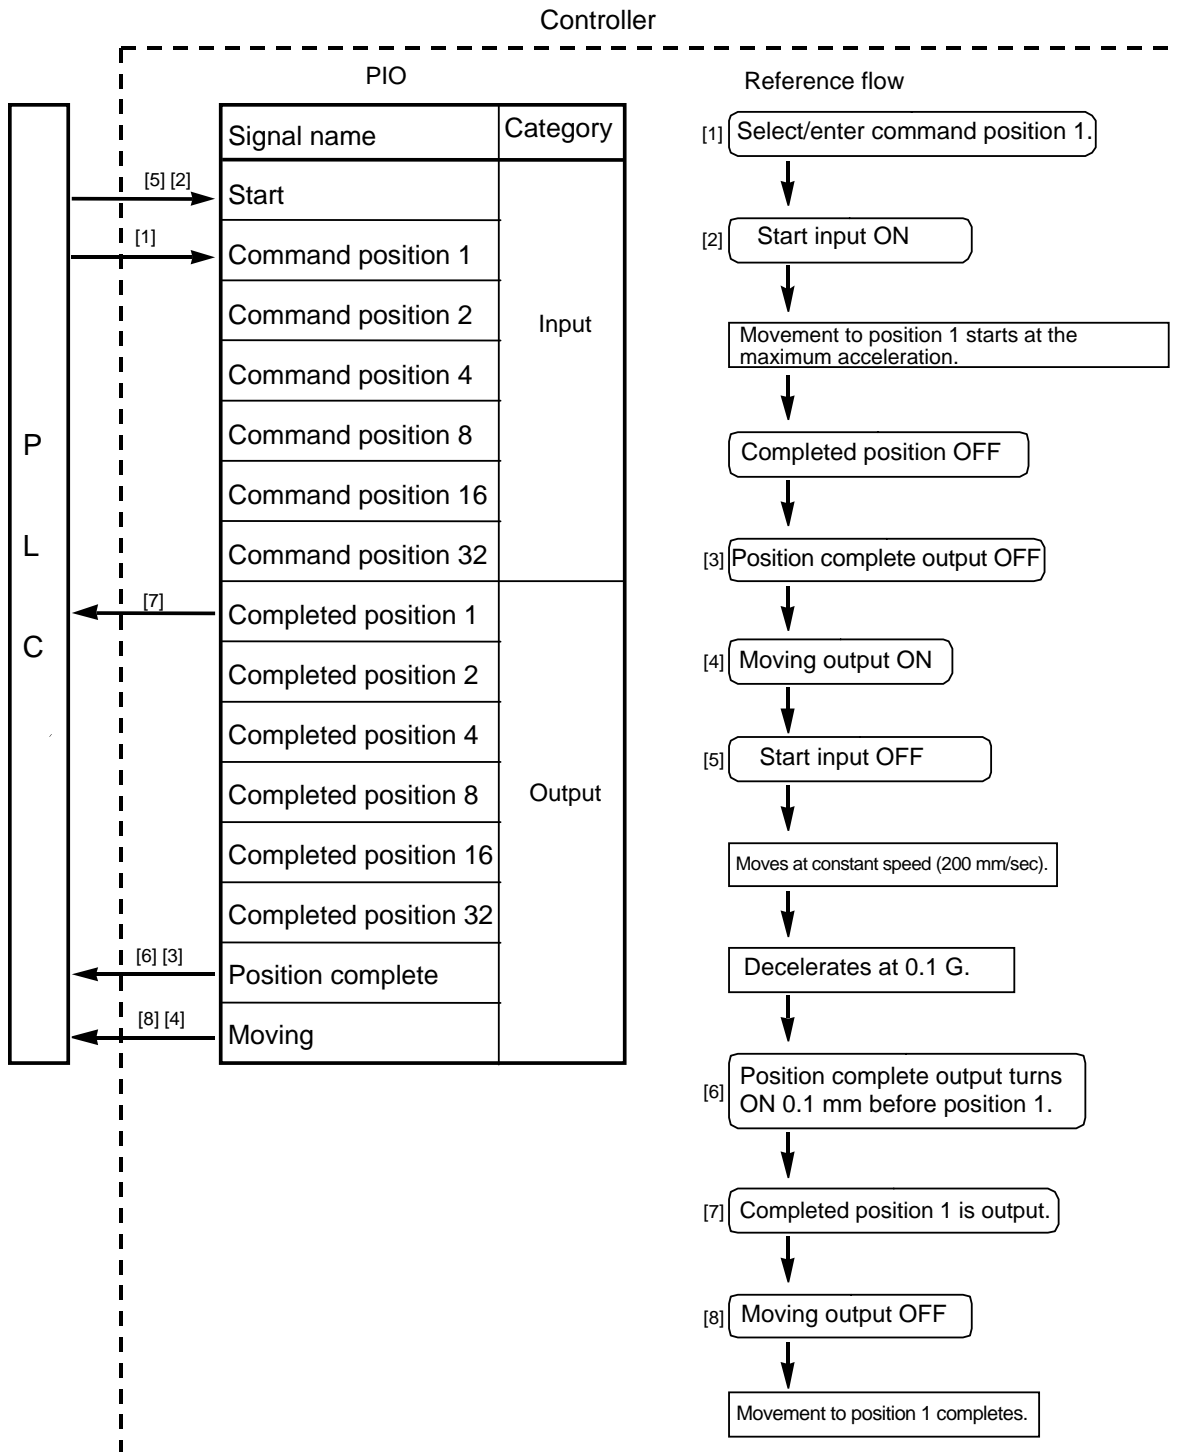 Controller
PIO
Reference flow
P
L
C
Signal name
Category
[5] [2]
Start
[1]
Command position 1
Command position 2
Command position 4
Command position 8
Command position 16
Command position 32
Input
[7]
Completed position 1
Completed position 2
Completed position 4
Completed position 8
Completed position 16
Completed position 32
Output
[6] [3]
Position complete
[8] [4]
Moving
[1] Select/enter command position 1.
[2] Start input ON
Movement to position 1 starts at the
maximum acceleration.
Completed position OFF
[3] Position complete output OFF
[4] Moving output ON
[5] Start input OFF
Moves at constant speed (200 mm/sec).
Decelerates at 0.1 G.
[6] Position complete output turns
ON 0.1 mm before position 1.
[7] Completed position 1 is output.
[8] Moving output OFF
Movement to position 1 completes.